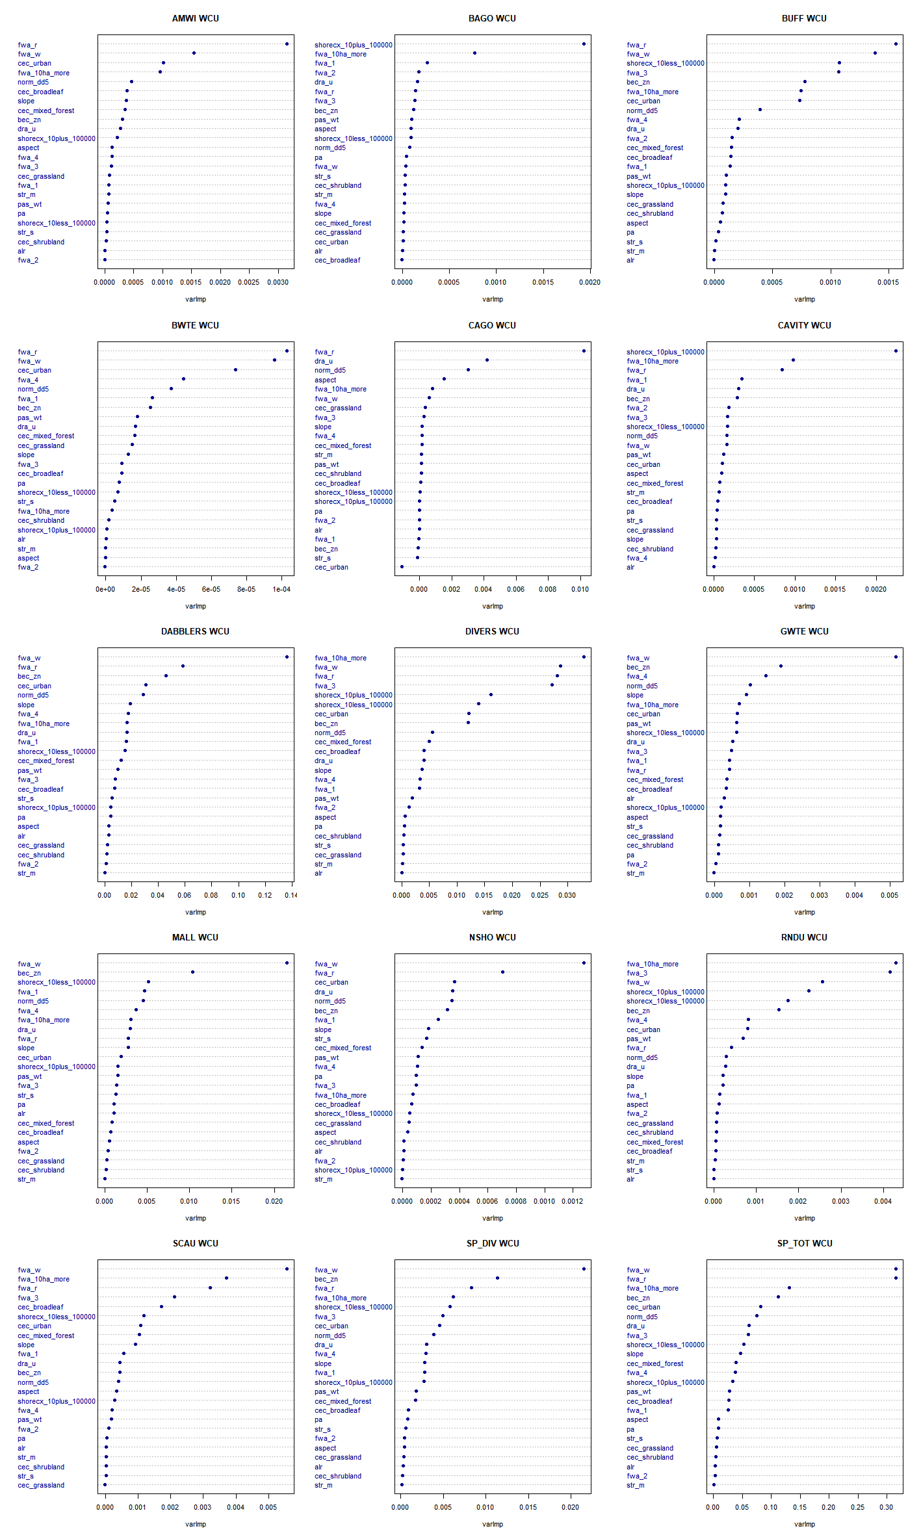 AMWI WCU
fwa_r
fwa_w
cec_urban
fwa_10ha_more
norm_dd5
cec_broadleaf
slope
cec_mixed_forest
bec_zn
dra_u
shorecx_10plus_100000
aspect
fwa_4
fwa_3
cec_grassland
fwa_1
str_m
pas_wt
pa
shorecx_10less_100000
str_s
cec_shrubland
alr
fwa_2
0.0000 0.0005 0.0010 0.0015 0.0020 0.0025 0.0030
varImp
BAGO WCU
shorecx_10plus_100000
fwa_10ha_more
fwa_1
fwa_2
dra_u
fwa_r
fwa_3
bec_zn
pas_wt
aspect
shorecx_10less_100000
norm_dd5
pa
fwa_w
str_s
cec_shrubland
str_m
fwa_4
slope
cec_mixed_forest
cec_grassland
cec_urban
alr
cec_broadleaf
0.0000 0.0005 0.0010 0.0015 0.0020
varImp
BUFF WCU
fwa_r
fwa_w
shorecx_10less_100000
fwa_3
bec_zn
fwa_10ha_more
cec_urban
norm_dd5
fwa_4
dra_u
fwa_2
cec_mixed_forest
cec_broadleaf
fwa_1
pas_wt
shorecx_10plus_100000
slope
cec_grassland
cec_shrubland
aspect
pa
str_s
str_m
alr
0.0000 0.0005 0.0010 0.0015
varImp
BWTE WCU
fwa_r
fwa_w
cec_urban
fwa_4
norm_dd5
fwa_1
bec_zn
pas_wt
dra_u
cec_mixed_forest
cec_grassland
slope
fwa_3
cec_broadleaf
pa
shorecx_10less_100000
str_s
fwa_10ha_more
cec_shrubland
shorecx_10plus_100000
alr
str_m
aspect
fwa_2
0e+00 2e-05 4e-05 6e-05 8e-05 1e-04
varImp
CAGO WCU
fwa_r
dra_u
norm_dd5
aspect
fwa_10ha_more
fwa_w
cec_grassland
fwa_3
slope
fwa_4
cec_mixed_forest
str_m
pas_wt
cec_shrubland
cec_broadleaf
shorecx_10less_100000
shorecx_10plus_100000
pa
fwa_2
alr
fwa_1
bec_zn
str_s
cec_urban
0.000 0.002 0.004 0.006 0.008 0.010
varImp
CAVITY WCU
shorecx_10plus_100000
fwa_10ha_more
fwa_r
fwa_1
dra_u
bec_zn
fwa_2
fwa_3
shorecx_10less_100000
norm_dd5
fwa_w
pas_wt
cec_urban
aspect
cec_mixed_forest
str_m
cec_broadleaf
pa
str_s
cec_grassland
slope
cec_shrubland
fwa_4
alr
0.0000 0.0005 0.0010 0.0015 0.0020
varImp
DABBLERS WCU
fwa_w
fwa_r
bec_zn
cec_urban
norm_dd5
slope
fwa_4
fwa_10ha_more
dra_u
fwa_1
shorecx_10less_100000
cec_mixed_forest
pas_wt
fwa_3
cec_broadleaf
str_s
shorecx_10plus_100000
pa
aspect
alr
cec_grassland
cec_shrubland
fwa_2
str_m
0.00 0.02 0.04 0.06 0.08 0.10 0.12 0.14
varImp
DIVERS WCU
fwa_10ha_more
fwa_w
fwa_r
fwa_3
shorecx_10plus_100000
shorecx_10less_100000
cec_urban
bec_zn
norm_dd5
cec_mixed_forest
cec_broadleaf
dra_u
slope
fwa_4
fwa_1
pas_wt
fwa_2
aspect
pa
cec_shrubland
str_s
cec_grassland
str_m
alr
0.000 0.005 0.010 0.015 0.020 0.030
varImp
GWTE WCU
fwa_w
bec_zn
fwa_4
norm_dd5
slope
fwa_10ha_more
cec_urban
pas_wt
shorecx_10less_100000
dra_u
fwa_3
fwa_1
fwa_r
cec_mixed_forest
cec_broadleaf
alr
shorecx_10plus_100000
aspect
str_s
cec_grassland
cec_shrubland
pa
fwa_2
str_m
0.000 0.001 0.002 0.003 0.004 0.005
varImp
MALL WCU
fwa_w
bec_zn
shorecx_10less_100000
fwa_1
norm_dd5
fwa_4
fwa_10ha_more
dra_u
fwa_r
slope
cec_urban
shorecx_10plus_100000
pas_wt
fwa_3
str_s
pa
alr
cec_mixed_forest
cec_broadleaf
aspect
fwa_2
cec_grassland
cec_shrubland
str_m
0.000 0.005 0.010 0.015 0.020
varImp
NSHO WCU
fwa_w
fwa_r
cec_urban
dra_u
norm_dd5
bec_zn
fwa_1
slope
str_s
cec_mixed_forest
pas_wt
fwa_4
pa
fwa_3
fwa_10ha_more
cec_broadleaf
shorecx_10less_100000
cec_grassland
aspect
cec_shrubland
alr
fwa_2
shorecx_10plus_100000
str_m
0.0000 0.0002 0.0004 0.0006 0.0008 0.0010 0.0012
varImp
RNDU WCU
fwa_10ha_more
fwa_3
fwa_w
shorecx_10plus_100000
shorecx_10less_100000
bec_zn
fwa_4
cec_urban
pas_wt
fwa_r
norm_dd5
dra_u
slope
pa
fwa_1
aspect
fwa_2
cec_grassland
cec_shrubland
cec_mixed_forest
cec_broadleaf
str_m
str_s
alr
0.000 0.001 0.002 0.003 0.004
varImp
SCAU WCU
fwa_w
fwa_10ha_more
fwa_r
fwa_3
cec_broadleaf
shorecx_10less_100000
cec_urban
cec_mixed_forest
slope
fwa_1
dra_u
bec_zn
norm_dd5
aspect
shorecx_10plus_100000
fwa_4
pas_wt
fwa_2
pa
alr
str_m
cec_shrubland
str_s
cec_grassland
0.000 0.001 0.002 0.003 0.004 0.005
varImp
SP_DIV WCU
fwa_w
bec_zn
fwa_r
fwa_10ha_more
shorecx_10less_100000
fwa_3
cec_urban
norm_dd5
dra_u
fwa_4
slope
fwa_1
shorecx_10plus_100000
pas_wt
cec_mixed_forest
cec_broadleaf
pa
str_s
fwa_2
aspect
cec_grassland
alr
cec_shrubland
str_m
0.000 0.005 0.010 0.015 0.020
varImp
SP_TOT WCU
fwa_w
fwa_r
fwa_10ha_more
bec_zn
cec_urban
norm_dd5
dra_u
fwa_3
shorecx_10less_100000
slope
cec_mixed_forest
fwa_4
shorecx_10plus_100000
pas_wt
cec_broadleaf
fwa_1
aspect
pa
str_s
cec_grassland
cec_shrubland
alr
fwa_2
str_m
0.00 0.05 0.10 0.15 0.20 0.30
varImp